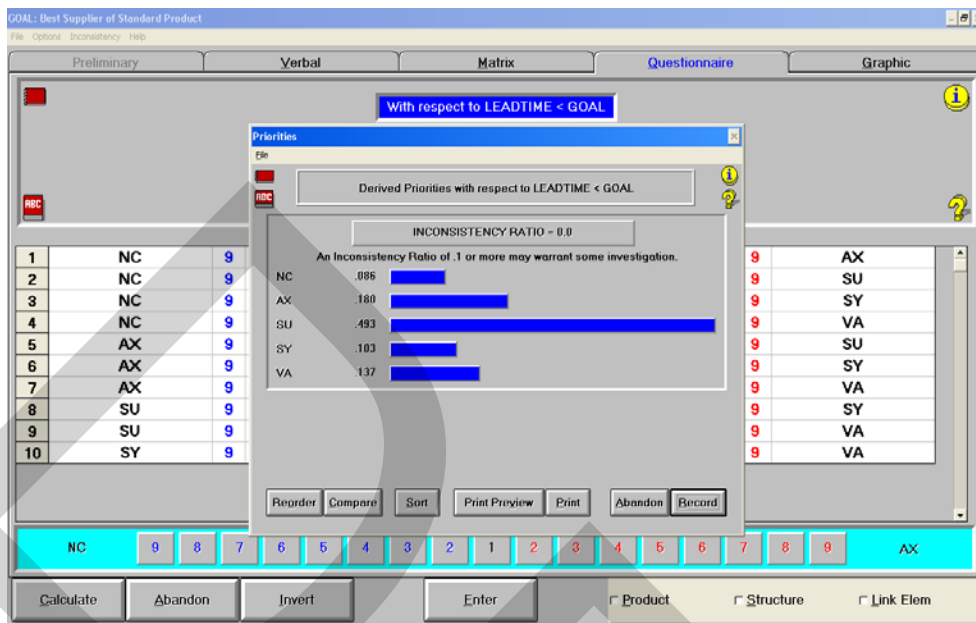 GOAL: Best Supplier of Standard Product
File Options Inconsistency Help
Preliminary Verbal Matrix Questionnaire Graphic
With respect to LEADTIME < GOAL
Priorities
File
Derived Priorities with respect to LEADTIME < GOAL
ABC
ABC
INCONSISTENCY RATIO = 0.0
An Inconsistency Ratio of .1 or more may warrant some investigation.
NC .086
AX .180
SU .493
SY .103
VA .137
1 NC 9 9 AX
2 NC 9 9 SU
3 NC 9 9 SY
4 NC 9 9 VA
5 AX 9 9 SU
6 AX 9 9 SY
7 AX 9 9 VA
8 SU 9 9 SY
9 SU 9 9 VA
10 SY 9 9 VA
Reorder Compare Sort Print Preview Print Abandon Record
NC 9 8 7 6 5 4 3 2 1 2 3 4 5 6 7 8 9 AX
Calculate Abandon Invert Enter Product Structure Link Elem